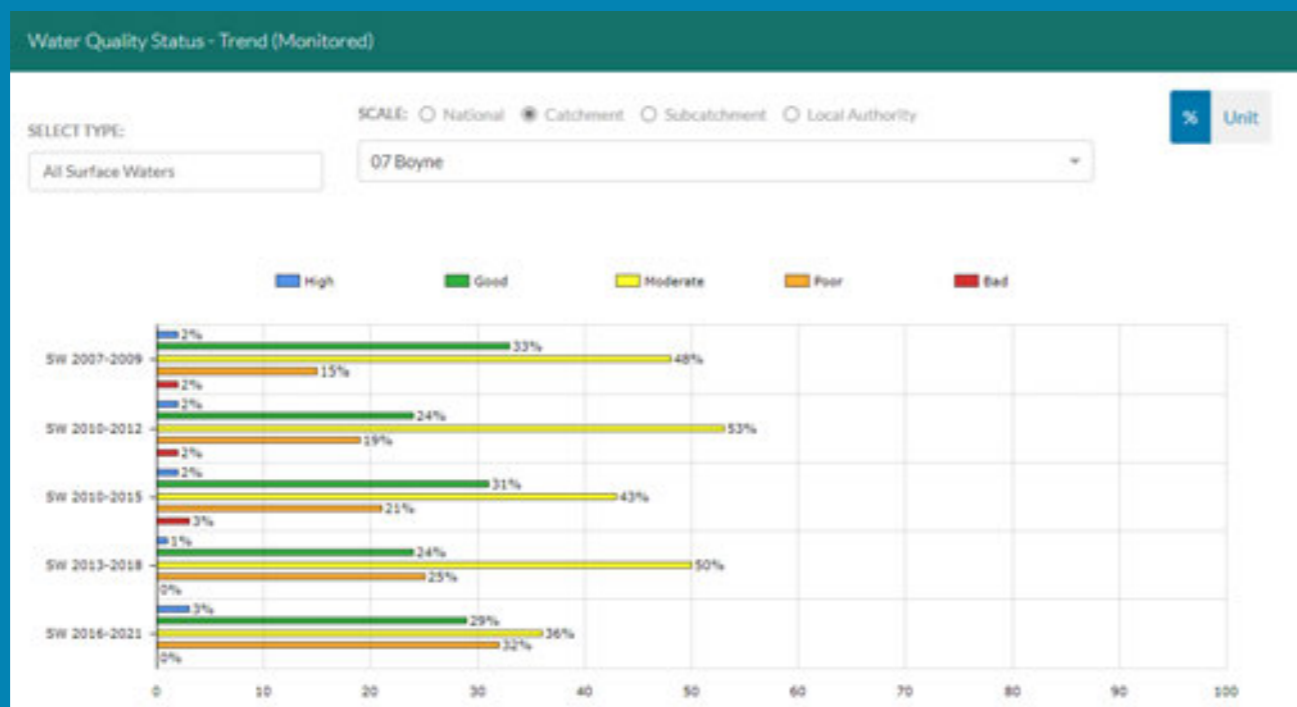 Water Quality Status - Trend (Monitored)
SELECT TYPE:
All Surface Waters
SCALE: National Catchment Subcatchment Local Authority
07 Boyne
% Unit
High Good Moderate Poor Bad
SW 2007-2009
2%
33%
48%
15%
2%
SW 2010-2012
2%
24%
53%
19%
2%
SW 2010-2015
2%
31%
43%
21%
3%
SW 2013-2018
1%
24%
50%
25%
0%
SW 2016-2021
3%
29%
36%
32%
0%
0 10 20 30 40 50 60 70 80 90 100